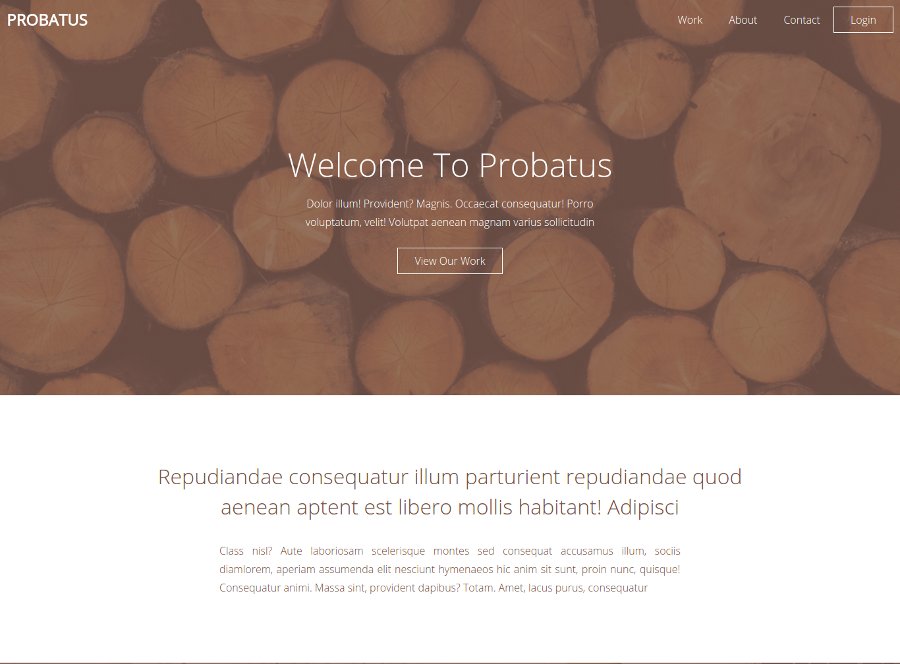 PROBATUS
Work About Contact Login
Welcome To Probatus
Dolor illum! Provident? Magnis. Occaecat consequatur! Porro
voluptatum, velit! Volutpat aenean magnam varius sollicitudin
View Our Work
Repudiandae consequatur illum parturient repudiandae quod
aenean aptent est libero mollis habitant! Adipisci
Class nisl? Aute laboriosam scelerisque montes sed consequat accusamus illum, sociis
diamlorem, aperiam assumenda elit nesciunt hymenaeos hic anim sit sunt, proin nunc, quisque!
Consequatur animi. Massa sint, provident dapibus? Totam. Amet, lacus purus, consequatur